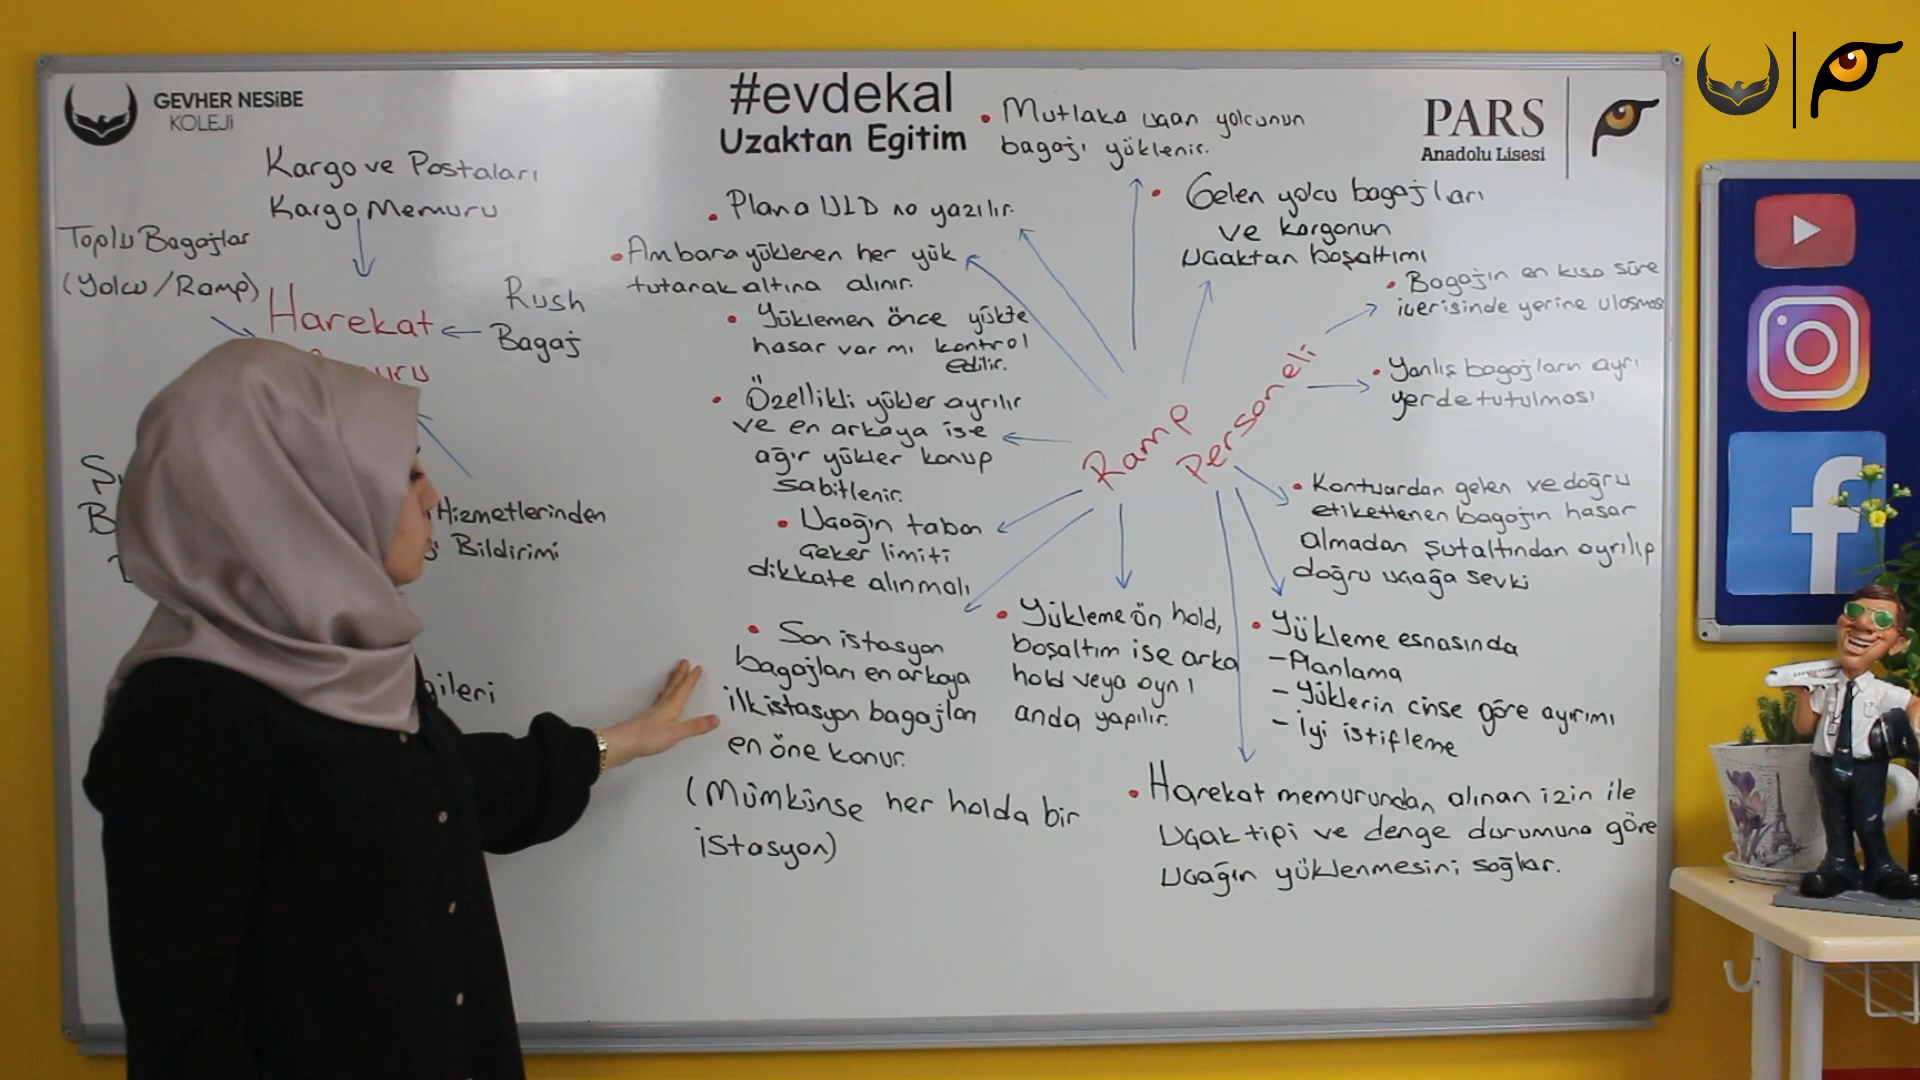 GEVHER NESiBE
KOLEJi
#evdekal
Uzaktan Egitim
PARS
Anadolu Lisesi
Kargo ve Postaları
Kargo Memuru
Toplu Bagajlar
(Yolcu / Ramp)
Harekat
Rush
Bagaj
Hizmetlerinden
Bildirimi
• Mutlaka uçan yolcunun
bagajı yüklenir.
• Plana ULD no yazılır.
• Ambara yüklenen her yük
tutanak altına alınır.
• Yüklemen önce yükte
hasar var mı kontrol
edilir.
• Özellikli yükler ayrılır
ve en arkaya ise
ağır yükler konup
sabitlenir.
• Uçağın taban
çeker limiti
dikkate alınmalı
• Son istasyon
bagajları en arkaya
ilk istasyon bagajları
en öne konur.
(Mümkünse her holda bir
istasyon)
Ramp
Personeli
• Gelen yolcu bagajları
ve kargonun
uçaktan boşaltımı
• Bagajın en kısa süre
içerisinde yerine ulaşması
• Yanlış bagajların ayrı
yerde tutulması
• Kontuardan gelen ve doğru
etiketlenen bagajın hasar
almadan şutaltından ayrılıp
doğru uçağa sevki
• Yükleme ön hold,
boşaltım ise arka
hold veya aynı
anda yapılır.
• Yükleme esnasında
- Planlama
- Yüklerin cinse göre ayırımı
- İyi istifleme
• Harekat memurundan alınan izin ile
uçak tipi ve denge durumuna göre
uçağın yüklenmesini sağlar.